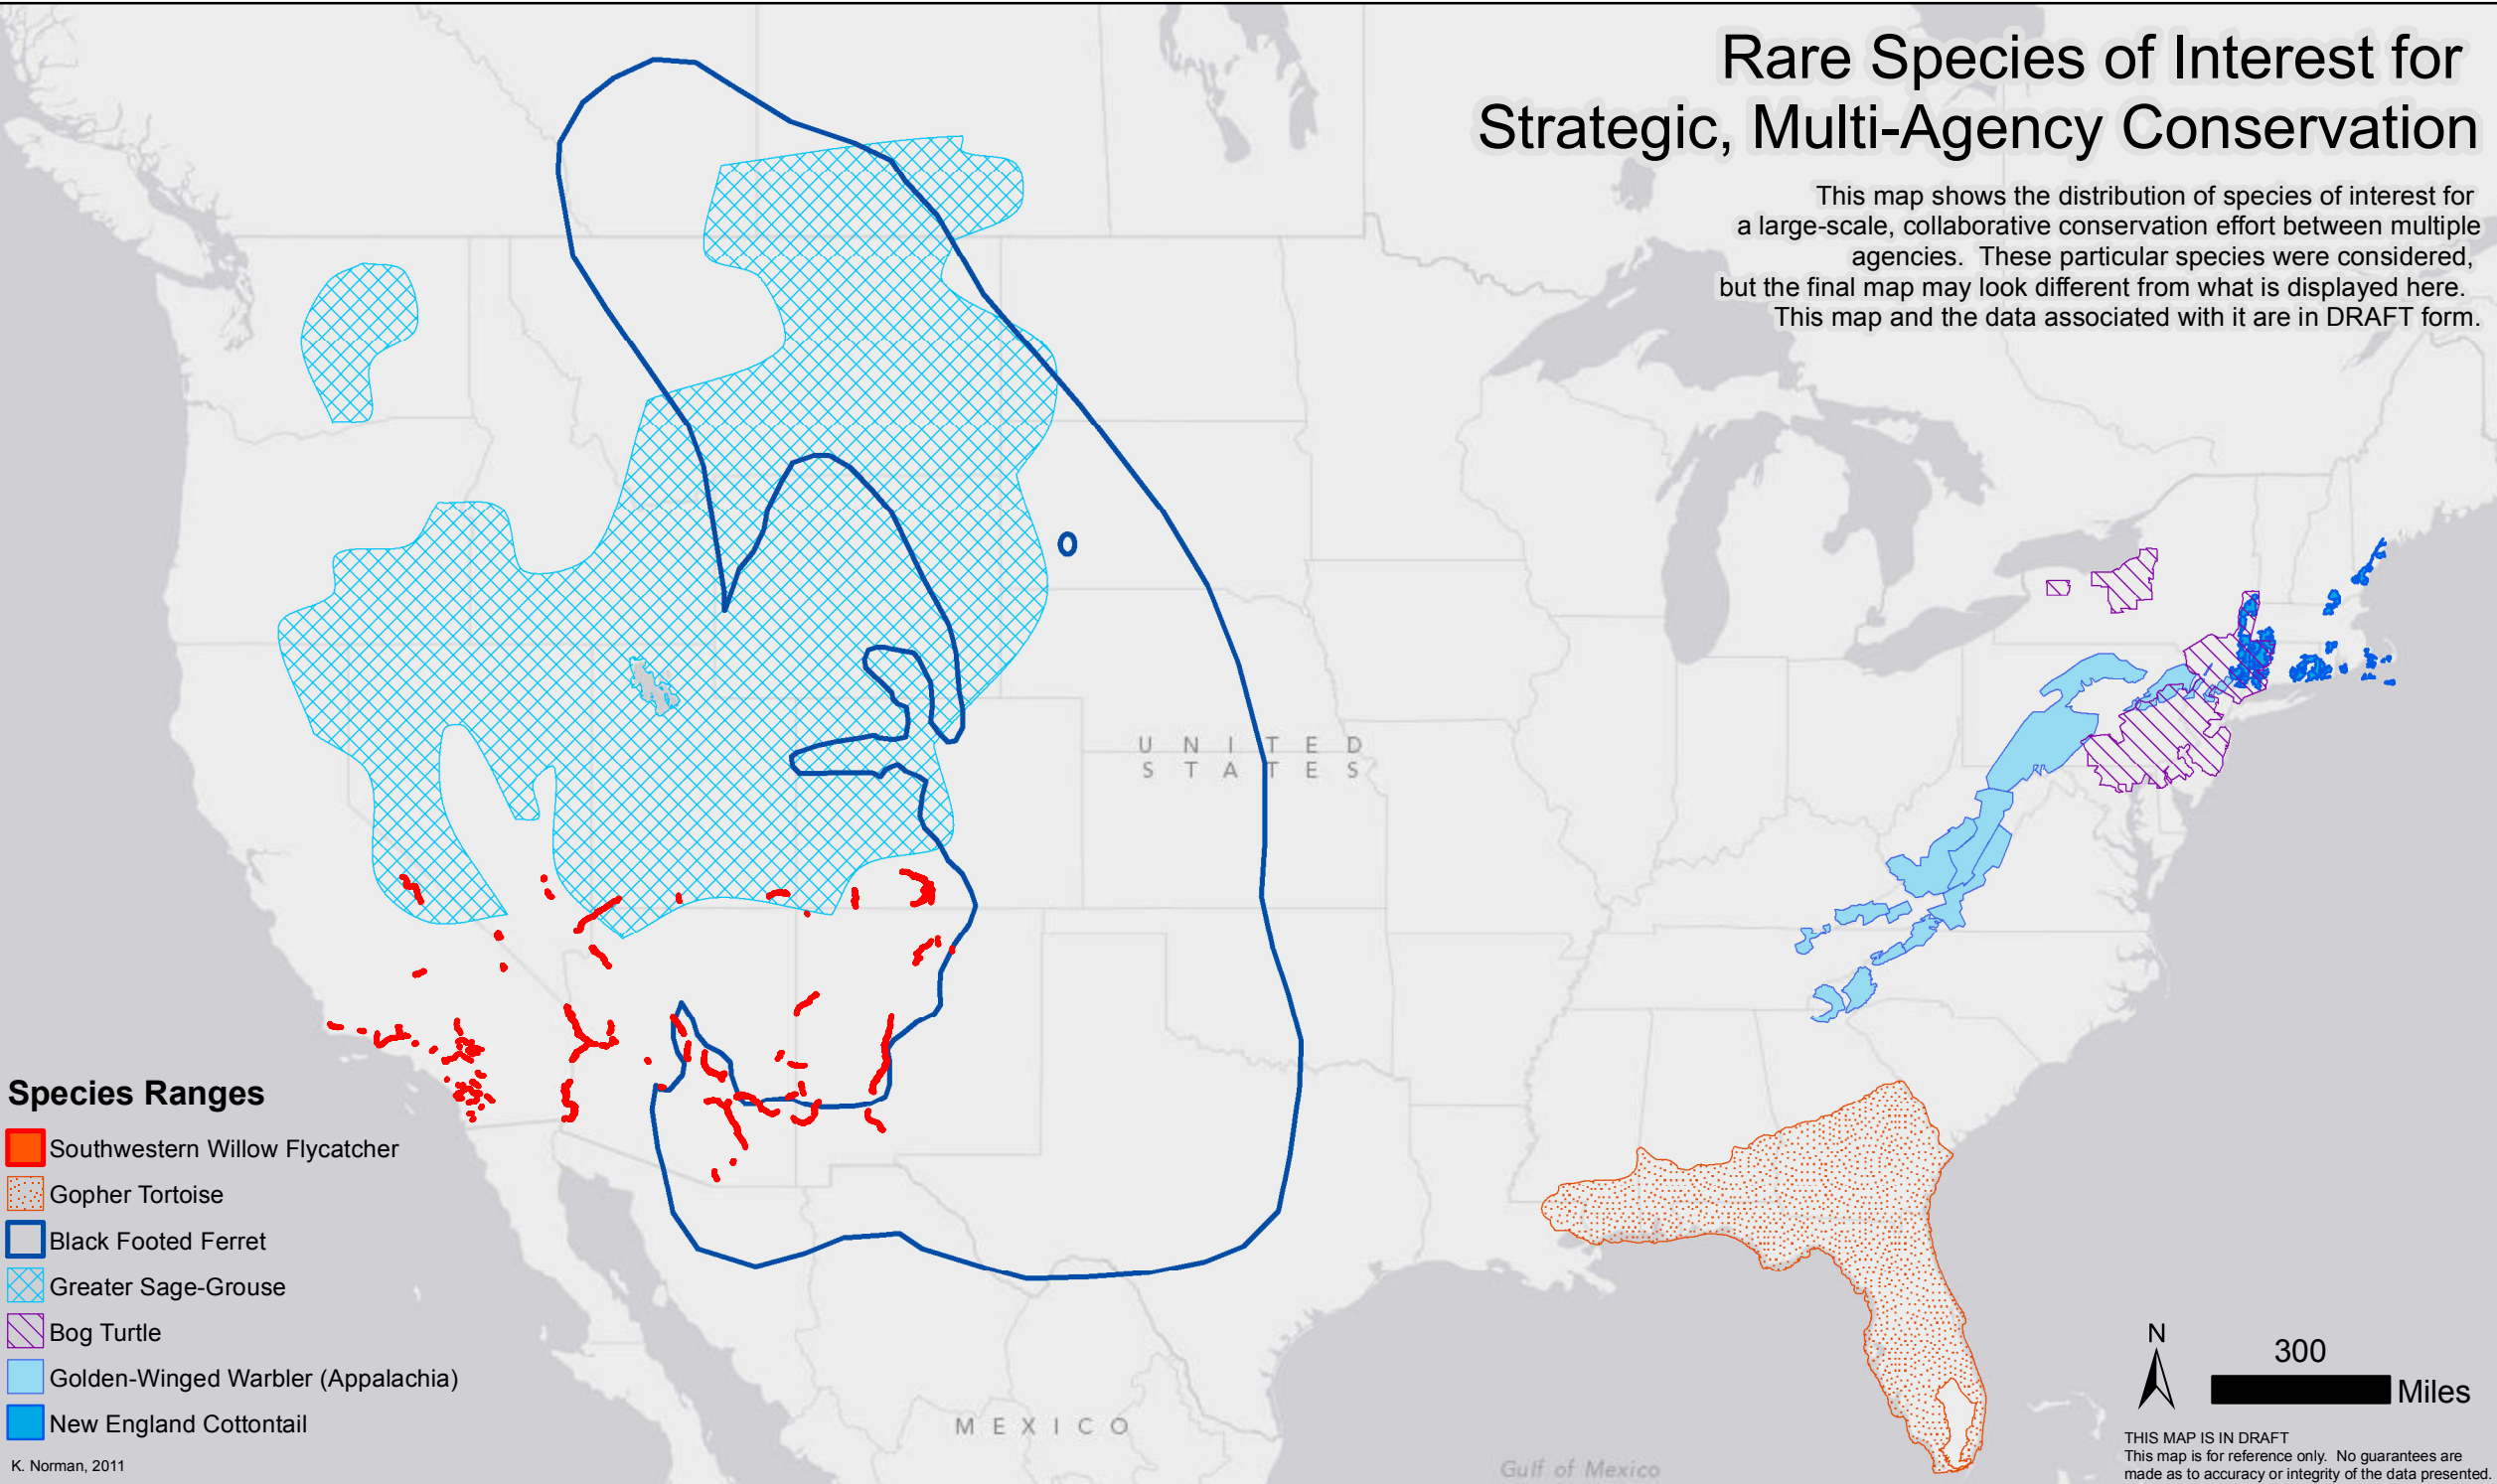 Rare Species of Interest for
Strategic, Multi-Agency Conservation
This map shows the distribution of species of interest for
a large-scale, collaborative conservation effort between multiple
agencies. These particular species were considered,
but the final map may look different from what is displayed here.
This map and the data associated with it are in DRAFT form.
UNITED
STATES
Species Ranges
Southwestern Willow Flycatcher
Gopher Tortoise
Black Footed Ferret
Greater Sage-Grouse
Bog Turtle
Golden-Winged Warbler (Appalachia)
New England Cottontail
K. Norman, 2011
MEXICO
Gulf of Mexico
N
300
Miles
THIS MAP IS IN DRAFT
This map is for reference only. No guarantees are
made as to accuracy or integrity of the data presented.